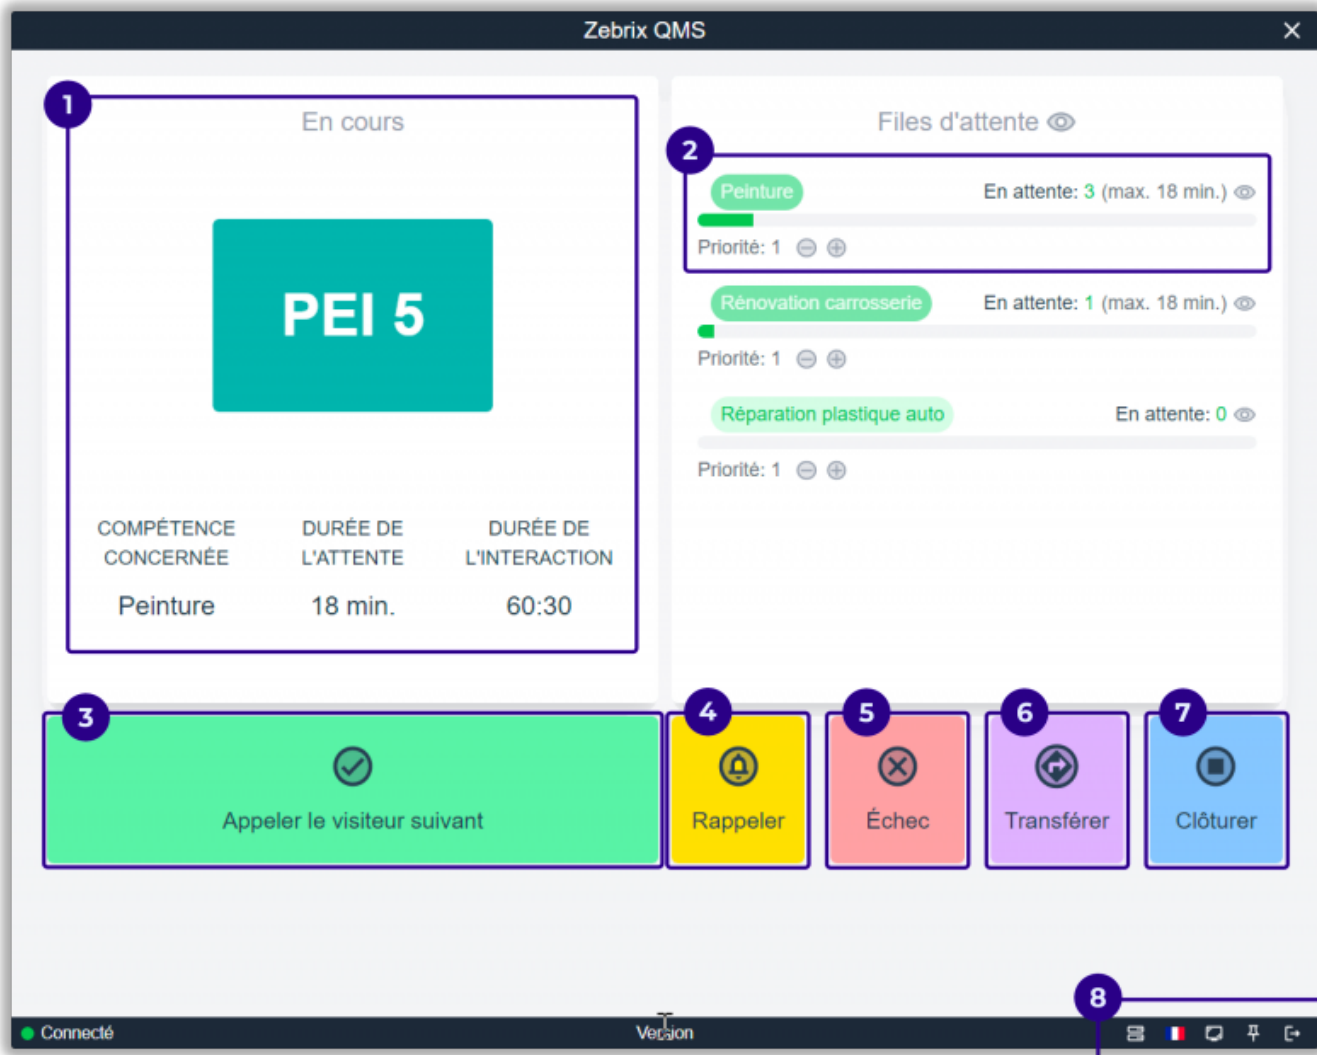 Zebrix QMS
1
En cours
PEI 5
COMPÉTENCE CONCERNÉE
DURÉE DE L'ATTENTE
DURÉE DE L'INTERACTION
Peinture
18 min.
60:30
Files d'attente
2
Peinture
En attente: 3 (max. 18 min.)
Priorité: 1
Rénovation carrosserie
En attente: 1 (max. 18 min.)
Priorité: 1
Réparation plastique auto
En attente: 0
Priorité: 1
3
Appeler le visiteur suivant
4
Rappeler
5
Échec
6
Transférer
7
Clôturer
8
Connecté
Version